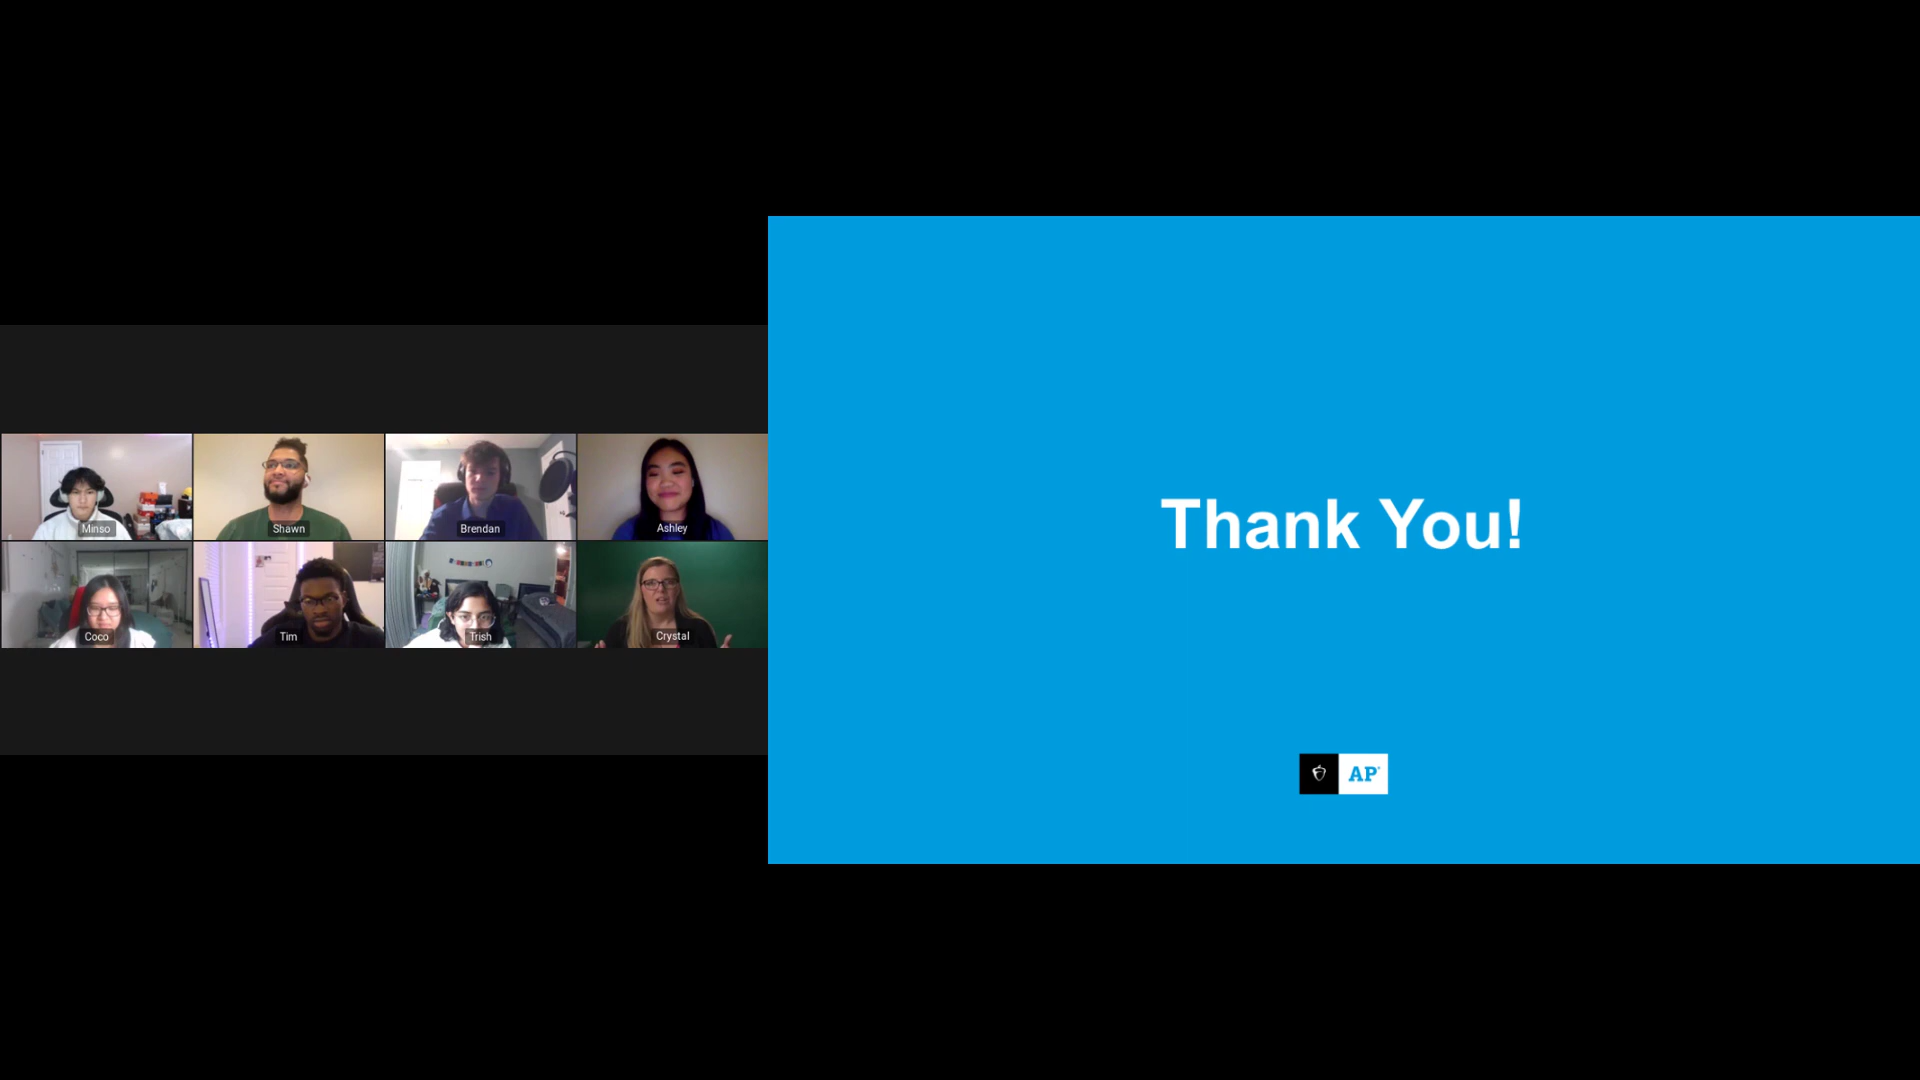 Minso
Shawn
Brendan
Ashley
Coco
Tim
Trish
Crystal
Thank You!
AP